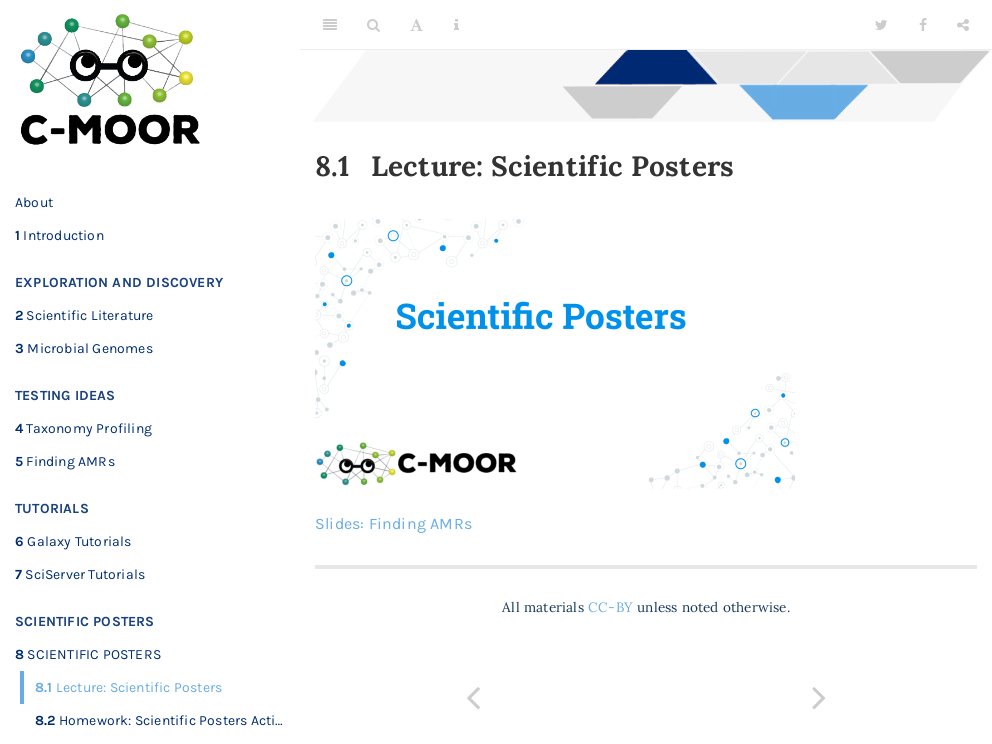 C-MOOR
About
1 Introduction
EXPLORATION AND DISCOVERY
2 Scientific Literature
3 Microbial Genomes
TESTING IDEAS
4 Taxonomy Profiling
5 Finding AMRs
TUTORIALS
6 Galaxy Tutorials
7 SciServer Tutorials
SCIENTIFIC POSTERS
8 SCIENTIFIC POSTERS
8.1 Lecture: Scientific Posters
8.2 Homework: Scientific Posters Acti...
A
8.1 Lecture: Scientific Posters
Scientific Posters
C-MOOR
Slides: Finding AMRs
All materials CC-BY unless noted otherwise.